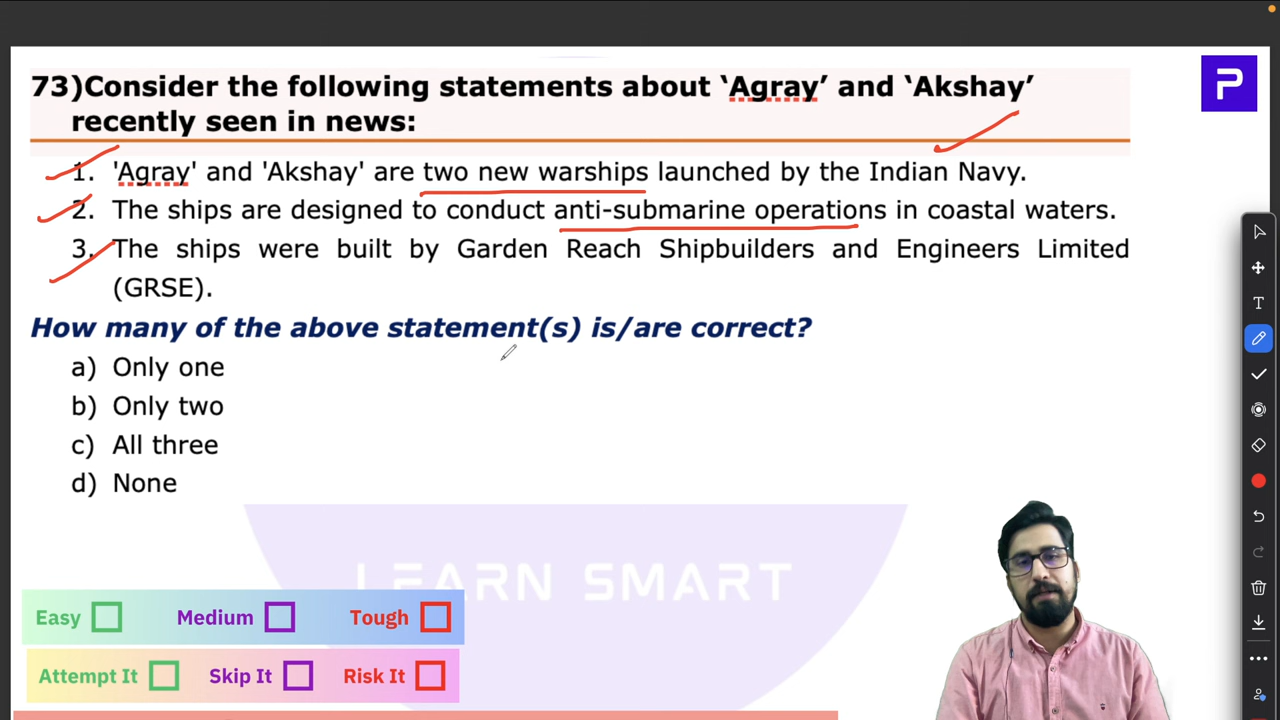 73)Consider the following statements about ‘Agray’ and ‘Akshay’
recently seen in news:
1. 'Agray' and 'Akshay' are two new warships launched by the Indian Navy.
2. The ships are designed to conduct anti-submarine operations in coastal waters.
3. The ships were built by Garden Reach Shipbuilders and Engineers Limited
(GRSE).
How many of the above statement(s) is/are correct?
a) Only one
b) Only two
c) All three
d) None
LEARN SMART
Easy Medium Tough
Attempt It Skip It Risk It